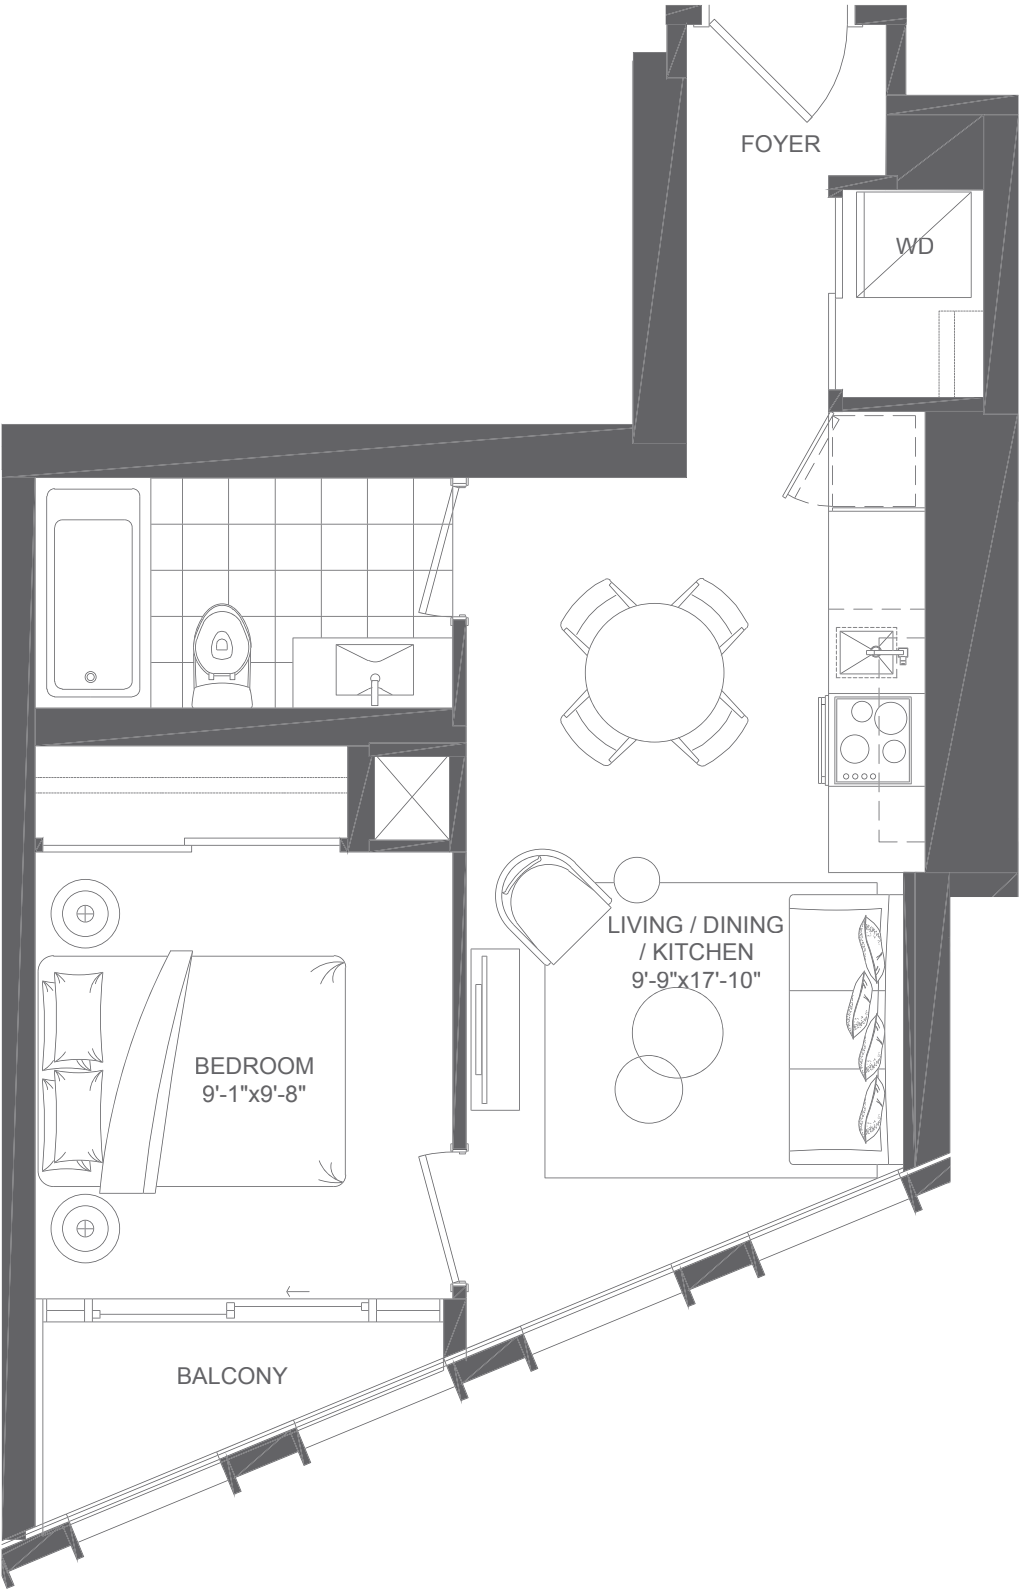 FOYER
WD
LIVING / DINING
/ KITCHEN
9'-9"x17'-10"
BEDROOM
9'-1"x9'-8"
BALCONY